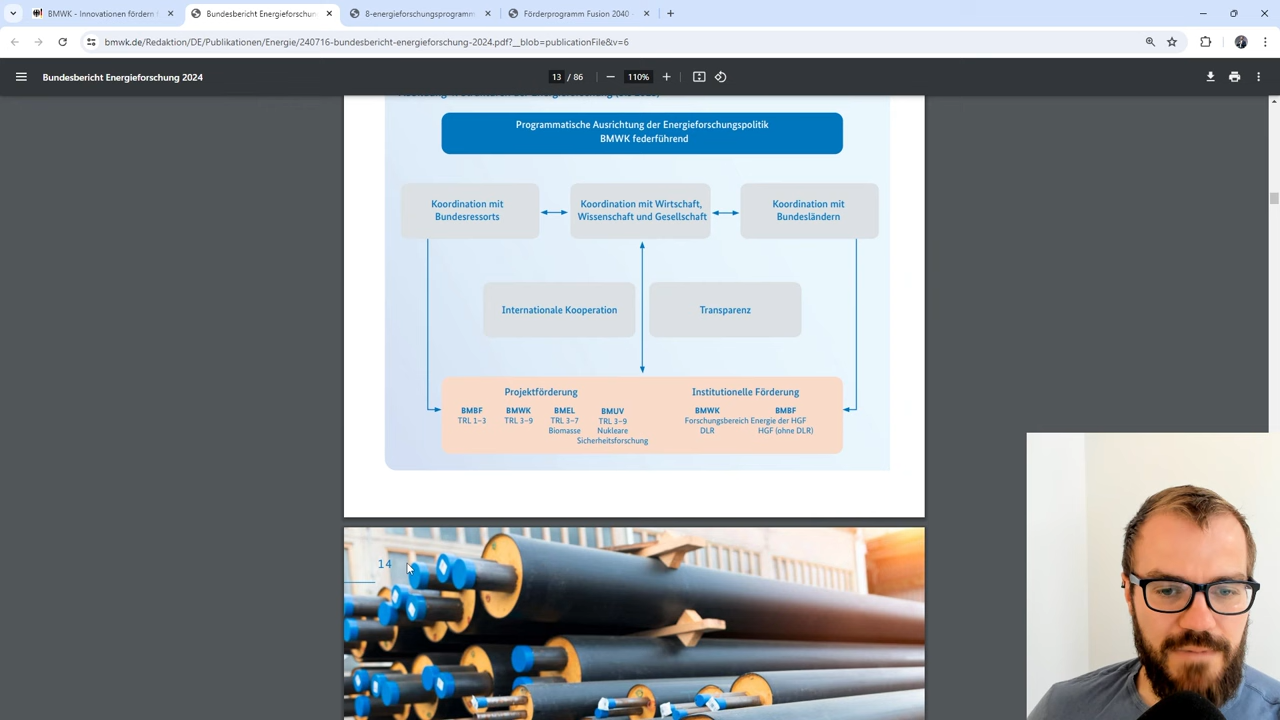 BMWK - Innovationen fördern
Bundesbericht Energieforschun
8-energieforschungsprogramm
Förderprogramm Fusion 2040 -
bmwk.de/Redaktion/DE/Publikationen/Energie/240716-bundesbericht-energieforschung-2024.pdf?__blob=publicationFile&v=6
Bundesbericht Energieforschung 2024
13 / 86
110%
Programmatische Ausrichtung der Energieforschungspolitik
BMWK federführend
Koordination mit
Bundesressorts
Koordination mit Wirtschaft,
Wissenschaft und Gesellschaft
Koordination mit
Bundesländern
Internationale Kooperation
Transparenz
Projektförderung
BMBF
TRL 1–3
BMWK
TRL 3–9
BMEL
TRL 3–7
Biomasse
BMUV
TRL 3–9
Nukleare
Sicherheitsforschung
Institutionelle Förderung
BMWK
BMBF
Forschungsbereich Energie der HGF
DLR
HGF (ohne DLR)
14